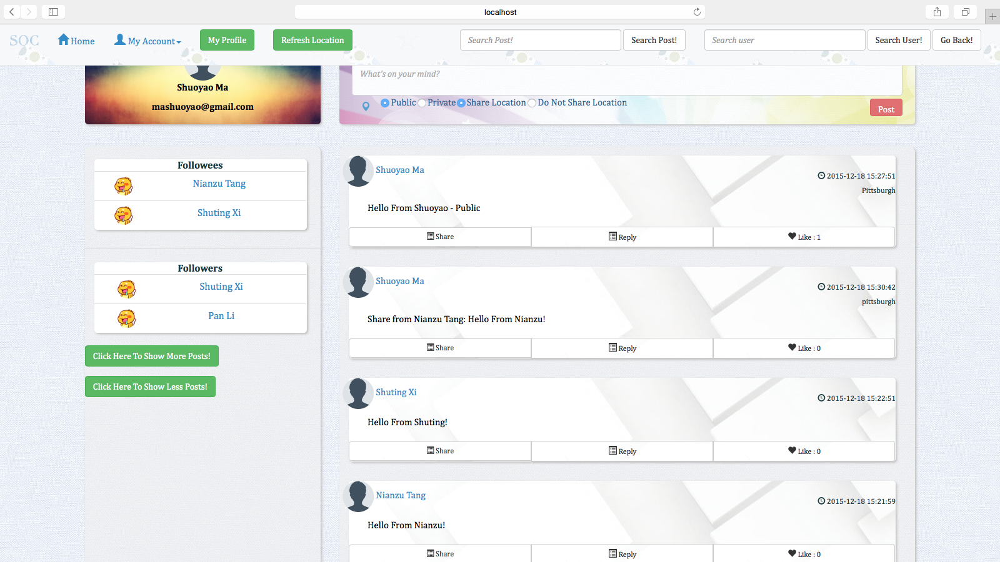 localhost
SOC Home My Account My Profile Refresh Location Search Post! Search Post! Search user Search User! Go Back!
Shuoyao Ma
mashuoyao@gmail.com
What's on your mind?
Public Private Share Location Do Not Share Location
Post
Followees
Nianzu Tang
Shuting Xi
Followers
Shuting Xi
Pan Li
Click Here To Show More Posts!
Click Here To Show Less Posts!
Shuoyao Ma
2015-12-18 15:27:51
Pittsburgh
Hello From Shuoyao - Public
Share Reply Like : 1
Shuoyao Ma
2015-12-18 15:30:42
pittsburgh
Share from Nianzu Tang: Hello From Nianzu!
Share Reply Like : 0
Shuting Xi
2015-12-18 15:22:51
Hello From Shuting!
Share Reply Like : 0
Nianzu Tang
2015-12-18 15:21:59
Hello From Nianzu!
Share Reply Like : 0